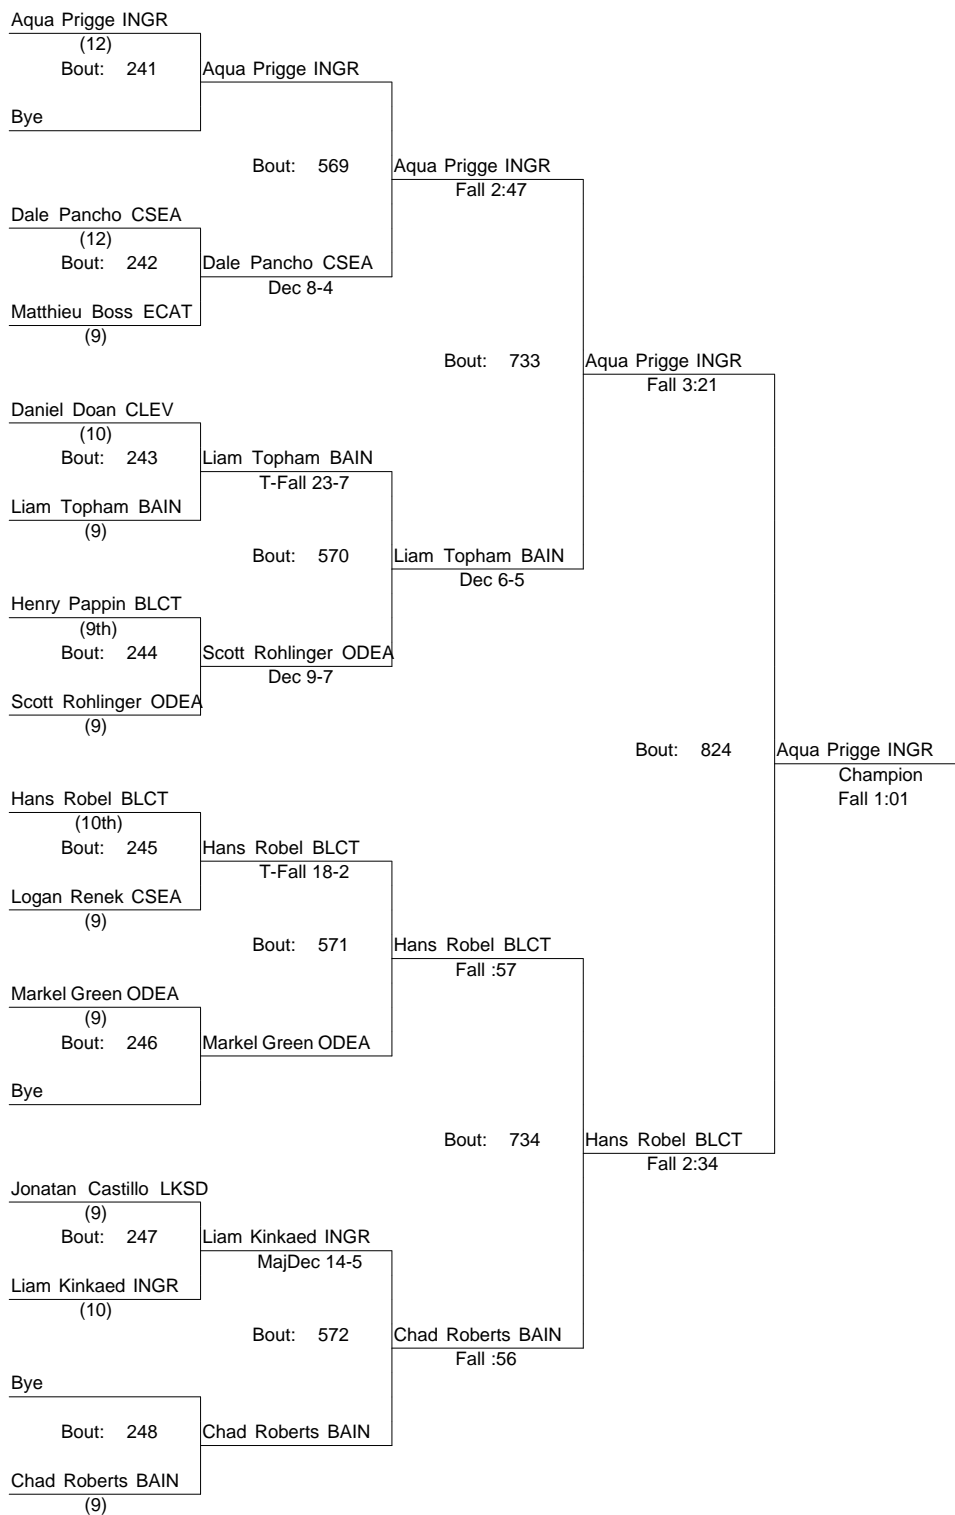 Aqua Prigge INGR
(12)
Bout: 241
Aqua Prigge INGR
Bye
Bout: 569
Aqua Prigge INGR
Fall 2:47
Dale Pancho CSEA
(12)
Bout: 242
Dale Pancho CSEA
Dec 8-4
Matthieu Boss ECAT
(9)
Bout: 733
Aqua Prigge INGR
Fall 3:21
Daniel Doan CLEV
(10)
Bout: 243
Liam Topham BAIN
T-Fall 23-7
Liam Topham BAIN
(9)
Bout: 570
Liam Topham BAIN
Dec 6-5
Henry Pappin BLCT
(9th)
Bout: 244
Scott Rohlinger ODEA
Dec 9-7
Scott Rohlinger ODEA
(9)
Bout: 824
Aqua Prigge INGR
Champion
Fall 1:01
Hans Robel BLCT
(10th)
Bout: 245
Hans Robel BLCT
T-Fall 18-2
Logan Renek CSEA
(9)
Bout: 571
Hans Robel BLCT
Fall :57
Markel Green ODEA
(9)
Bout: 246
Markel Green ODEA
Bye
Bout: 734
Hans Robel BLCT
Fall 2:34
Jonatan Castillo LKSD
(9)
Bout: 247
Liam Kinkaed INGR
MajDec 14-5
Liam Kinkaed INGR
(10)
Bout: 572
Chad Roberts BAIN
Fall :56
Bye
Bout: 248
Chad Roberts BAIN
Chad Roberts BAIN
(9)